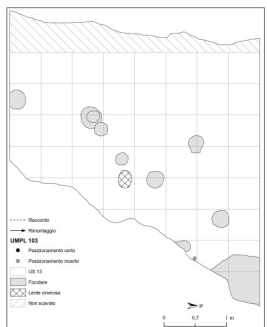 Raccordo
Rimontaggio
UMPL 103
Posizionamento certo
Posizionamento incerto
US 13
Focolare
Lente cinerosa
Non scavato
z
0 0,5 1 m